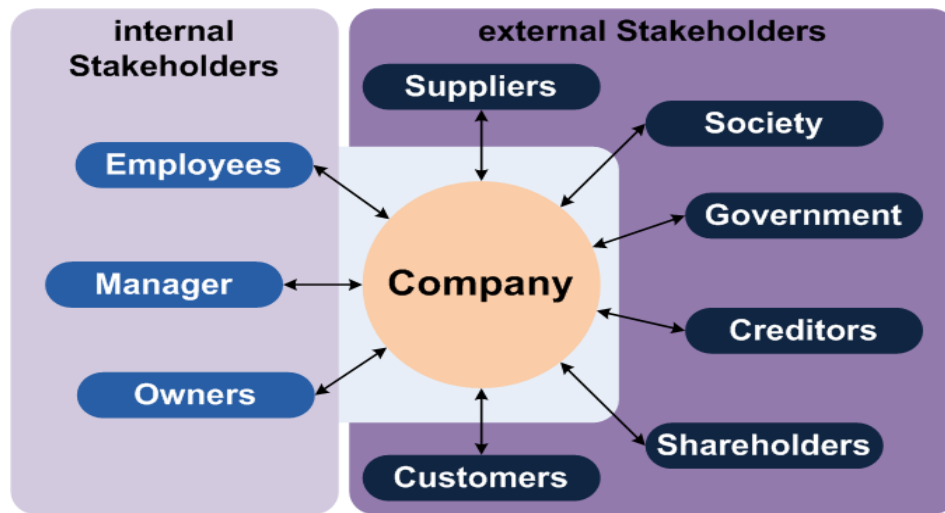 internal
Stakeholders
external Stakeholders
Suppliers
Society
Employees
Government
Manager
Company
Creditors
Owners
Shareholders
Customers